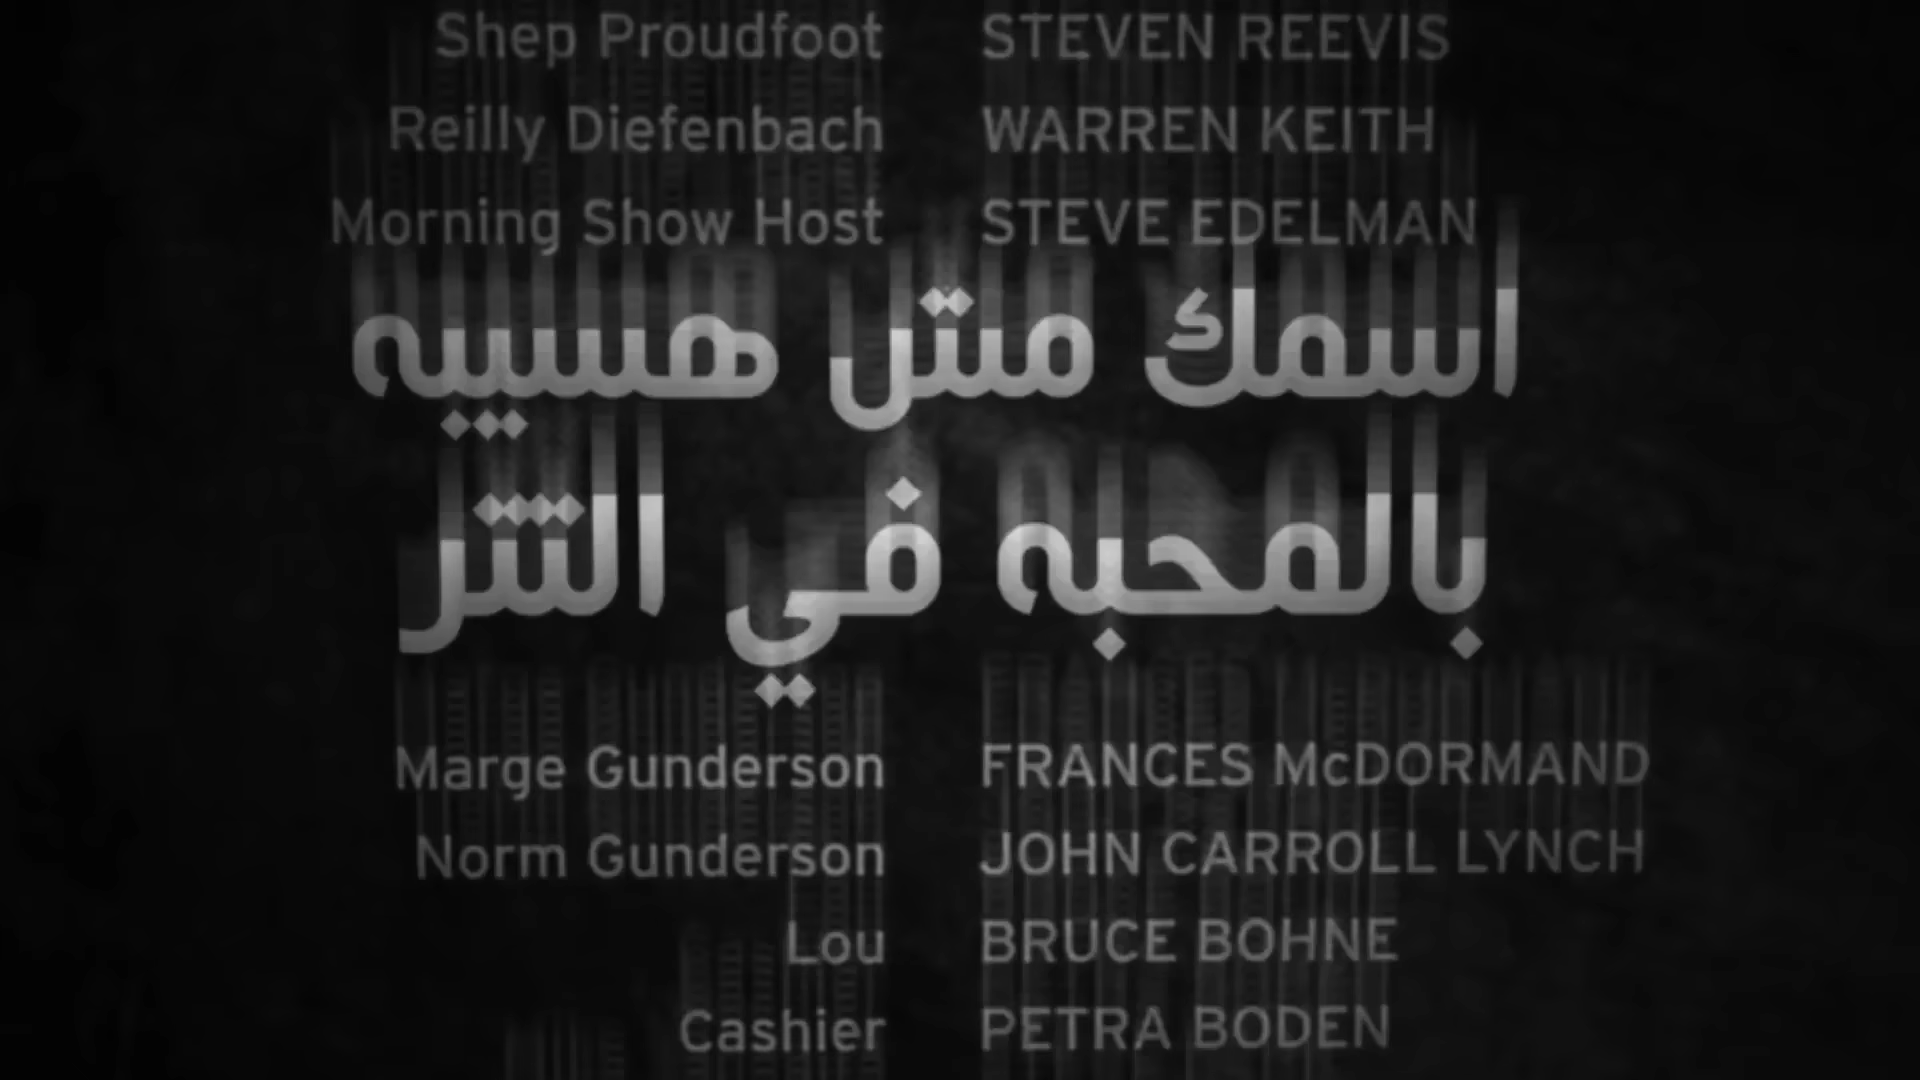 Shep Proudfoot STEVEN REEVIS
Reilly Diefenbach WARREN KEITH
Morning Show Host STEVE EDELMAN
اسمك مش هسيبه
بالمحبه في التتر
Marge Gunderson FRANCES McDORMAND
Norm Gunderson JOHN CARROLL LYNCH
Lou BRUCE BOHNE
Cashier PETRA BODEN